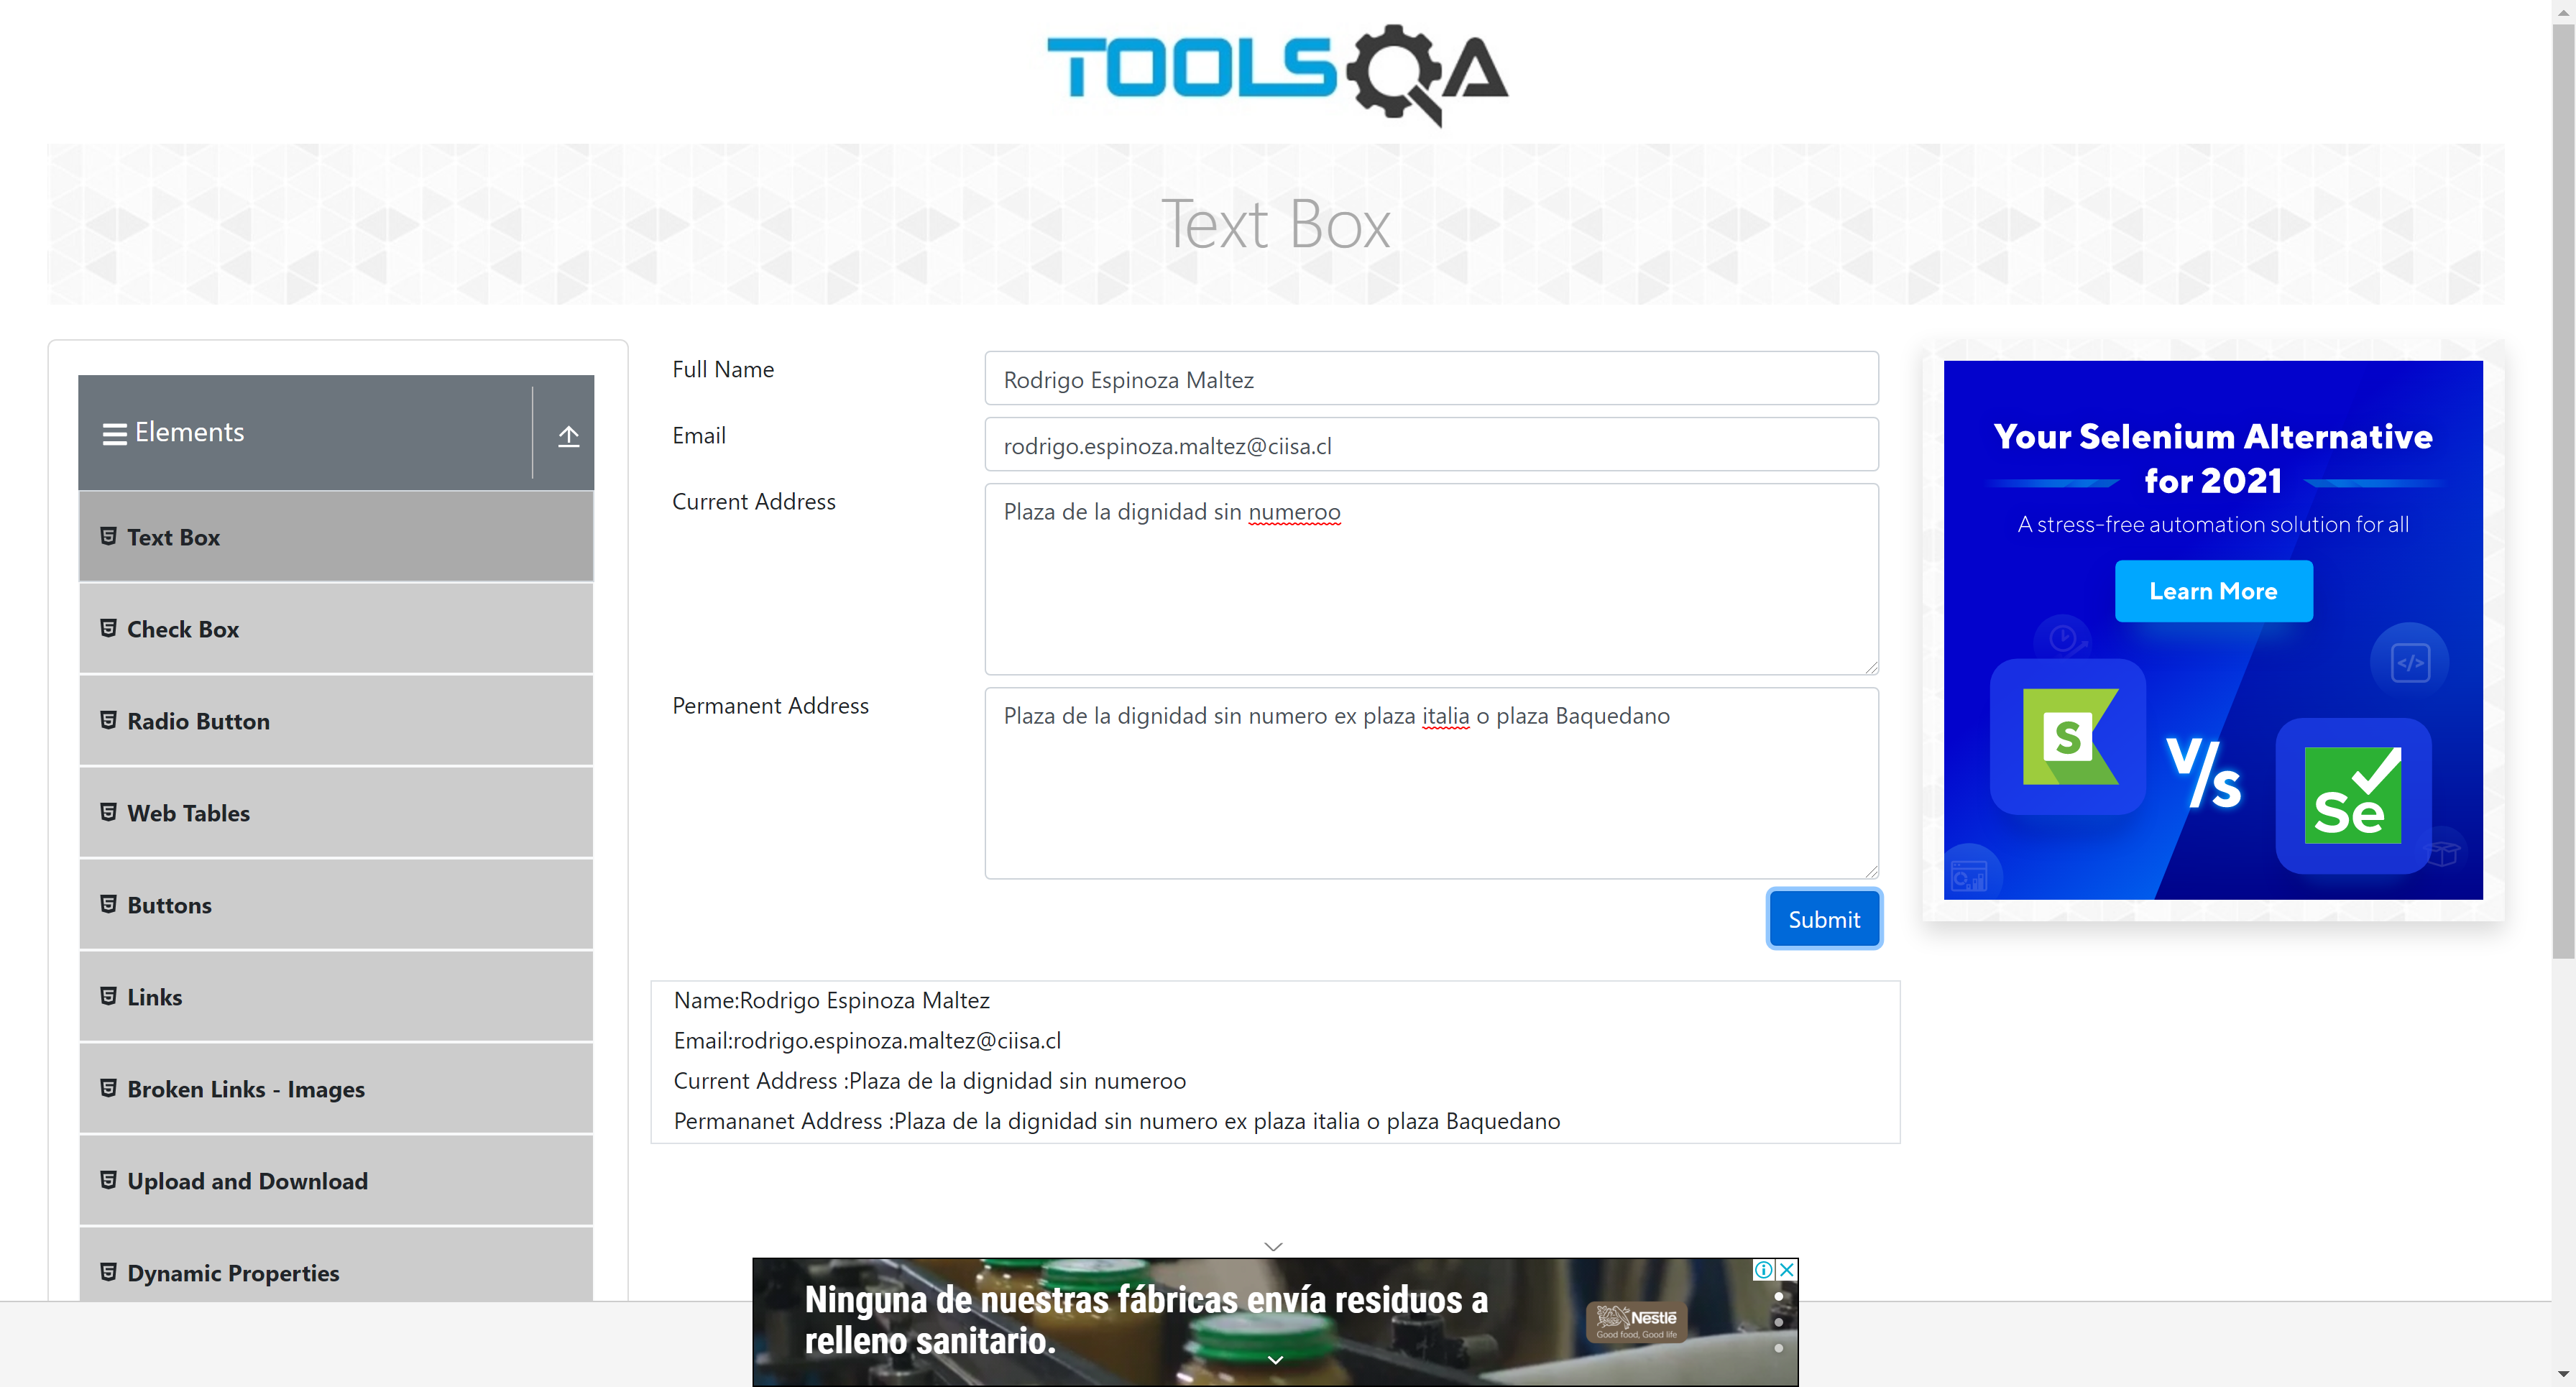 TOOLSQA
Text Box
Elements
Text Box
Check Box
Radio Button
Web Tables
Buttons
Links
Broken Links - Images
Upload and Download
Dynamic Properties
Full Name
Rodrigo Espinoza Maltez
Email
rodrigo.espinoza.maltez@ciisa.cl
Current Address
Plaza de la dignidad sin numeroo
Permanent Address
Plaza de la dignidad sin numero ex plaza italia o plaza Baquedano
Submit
Name:Rodrigo Espinoza Maltez
Email:rodrigo.espinoza.maltez@ciisa.cl
Current Address :Plaza de la dignidad sin numeroo
Permananet Address :Plaza de la dignidad sin numero ex plaza italia o plaza Baquedano
Your Selenium Alternative
for 2021
A stress-free automation solution for all
Learn More
</>
S
V/s
Se
Ninguna de nuestras fábricas envía residuos a
relleno sanitario.
Nestlé
Good food, Good life